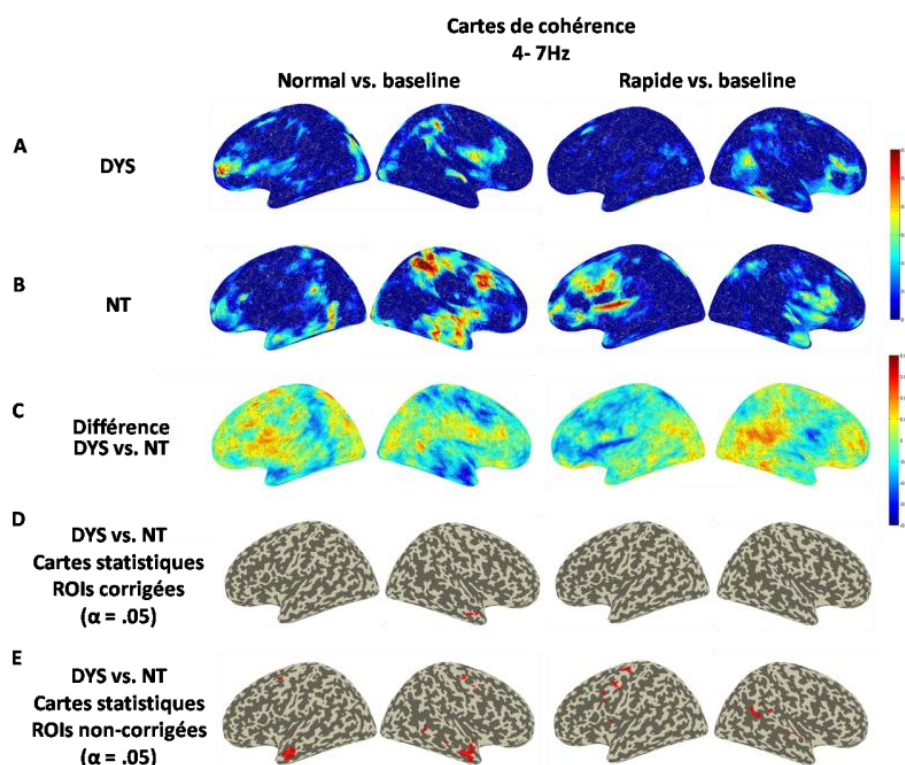 Cartes de cohérence
4- 7Hz
Normal vs. baseline
Rapide vs. baseline
A
DYS
B
NT
C
Différence
DYS vs. NT
D
DYS vs. NT
Cartes statistiques
ROIs corrigées
(α = .05)
E
DYS vs. NT
Cartes statistiques
ROIs non-corrigées
(α = .05)